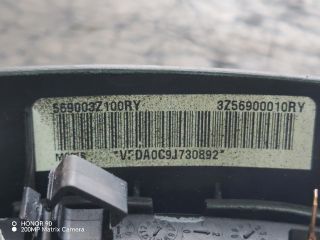 569003Z100RY 3Z56900010RY
"V?DA0C9J730892"
HONOR 90
200MP Matrix Camera